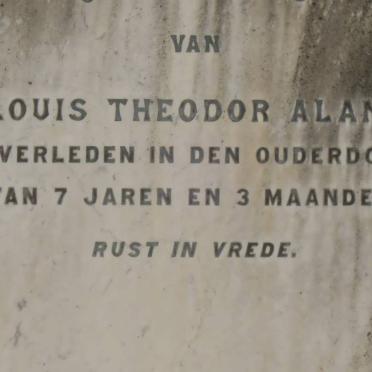 VAN
LOUIS THEODOR ALAN
VERLEDEN IN DEN OUDERDO
VAN 7 JAREN EN 3 MAANDE
RUST IN VREDE.